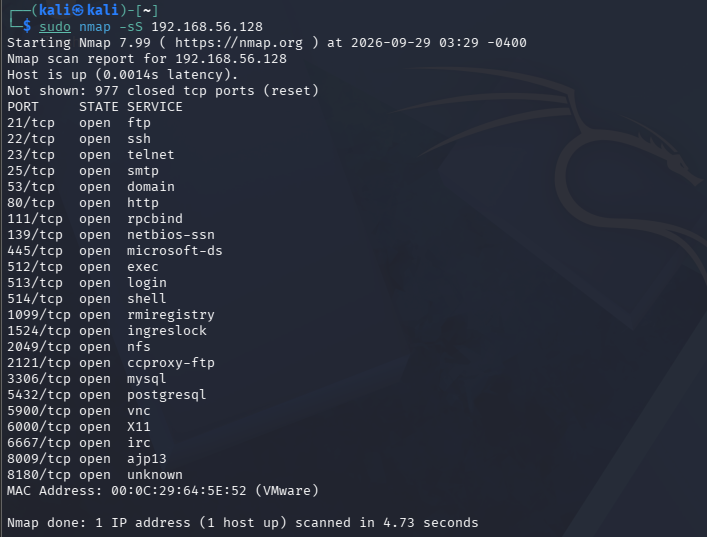 ┌──(kali㉿kali)-[~]
└─$ sudo nmap -sS 192.168.56.128
Starting Nmap 7.99 ( https://nmap.org ) at 2026-09-29 03:29 -0400
Nmap scan report for 192.168.56.128
Host is up (0.0014s latency).
Not shown: 977 closed tcp ports (reset)
PORT     STATE SERVICE
21/tcp   open  ftp
22/tcp   open  ssh
23/tcp   open  telnet
25/tcp   open  smtp
53/tcp   open  domain
80/tcp   open  http
111/tcp  open  rpcbind
139/tcp  open  netbios-ssn
445/tcp  open  microsoft-ds
512/tcp  open  exec
513/tcp  open  login
514/tcp  open  shell
1099/tcp open  rmiregistry
1524/tcp open  ingreslock
2049/tcp open  nfs
2121/tcp open  ccproxy-ftp
3306/tcp open  mysql
5432/tcp open  postgresql
5900/tcp open  vnc
6000/tcp open  X11
6667/tcp open  irc
8009/tcp open  ajp13
8180/tcp open  unknown
MAC Address: 00:0C:29:64:5E:52 (VMware)
Nmap done: 1 IP address (1 host up) scanned in 4.73 seconds